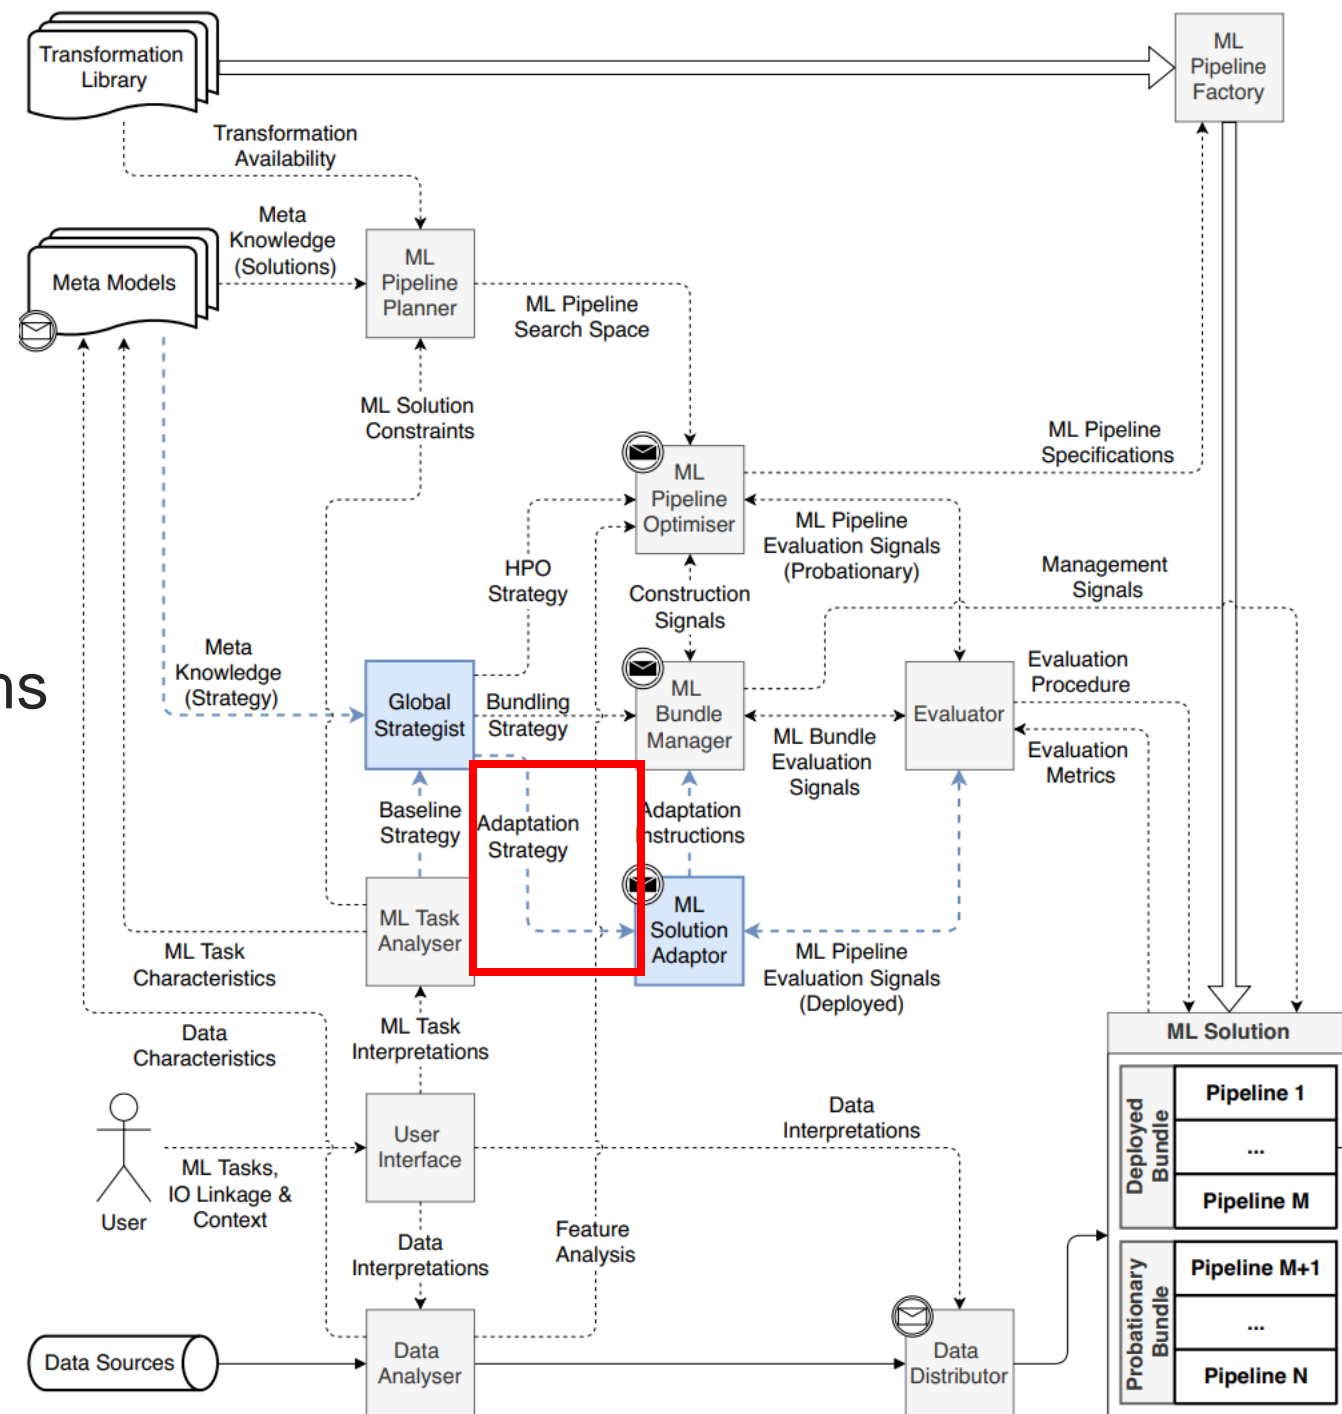 Transformation
Library
ML
Pipeline
Factory
Transformation
Availability
Meta
Knowledge
(Solutions)
Meta Models
ML
Pipeline
Planner
ML Pipeline
Search Space
ML Solution
Constraints
ML Pipeline
Specifications
ML
Pipeline
Optimiser
ML Pipeline
Evaluation Signals
(Probationary)
HPO
Strategy
Construction
Signals
Management
Signals
ns
Meta
Knowledge
(Strategy)
Global
Strategist
Bundling
Strategy
ML
Bundle
Manager
ML Bundle
Evaluation
Signals
Evaluator
Evaluation
Procedure
Evaluation
Metrics
Baseline
Strategy
Adaptation
Strategy
Adaptation
Instructions
ML Task
Analyser
ML
Solution
Adaptor
ML Pipeline
Evaluation Signals
(Deployed)
ML Task
Characteristics
Data
Characteristics
ML Task
Interpretations
ML Solution
Deployed
Bundle
Pipeline 1
...
Pipeline M
User
Interface
Data
Interpretations
ML Tasks,
IO Linkage &
Context
User
Data
Interpretations
Feature
Analysis
Probationary
Bundle
Pipeline M+1
...
Pipeline N
Data Sources
Data
Analyser
Data
Distributor